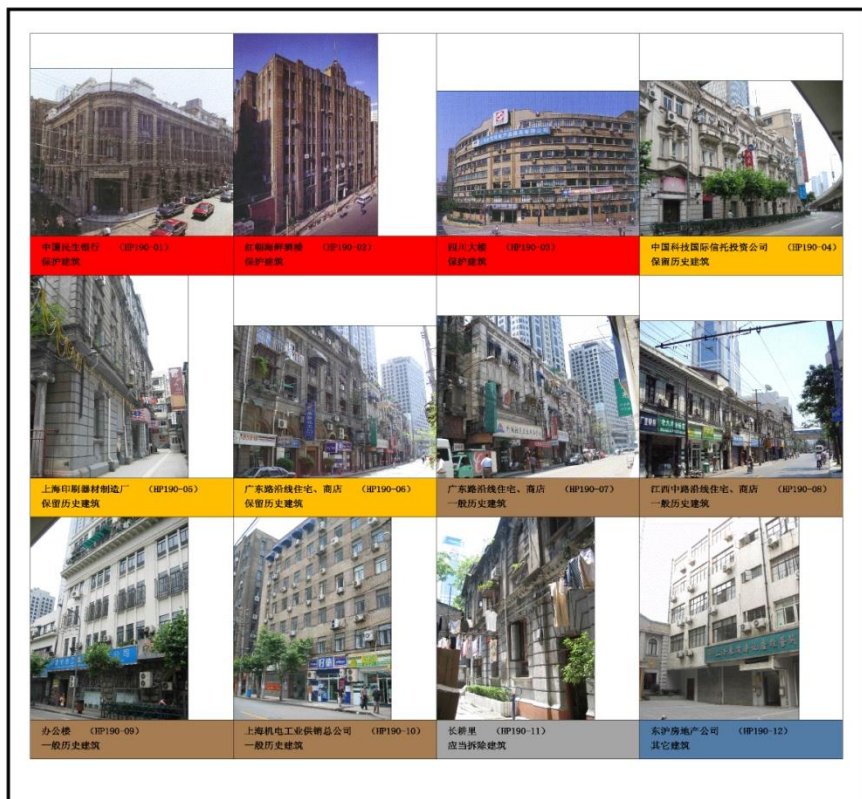 中国民生银行 (HP190-01)
保护建筑
红朝海鲜舫楼 (HP190-02)
保护建筑
四川大楼 (HP190-03)
保护建筑
中国科技国际信托投资公司 (HP190-04)
保留历史建筑
上海印刷器材制造厂 (HP190-05)
保留历史建筑
广东路沿线住宅、商店 (HP190-06)
保留历史建筑
广东路沿线住宅、商店 (HP190-07)
一般历史建筑
江西中路沿线住宅、商店 (HP190-08)
一般历史建筑
办公楼 (HP190-09)
一般历史建筑
上海机电工业供销总公司 (HP190-10)
一般历史建筑
长耕里 (HP190-11)
应当拆除建筑
东沪房地产公司 (HP190-12)
其它建筑